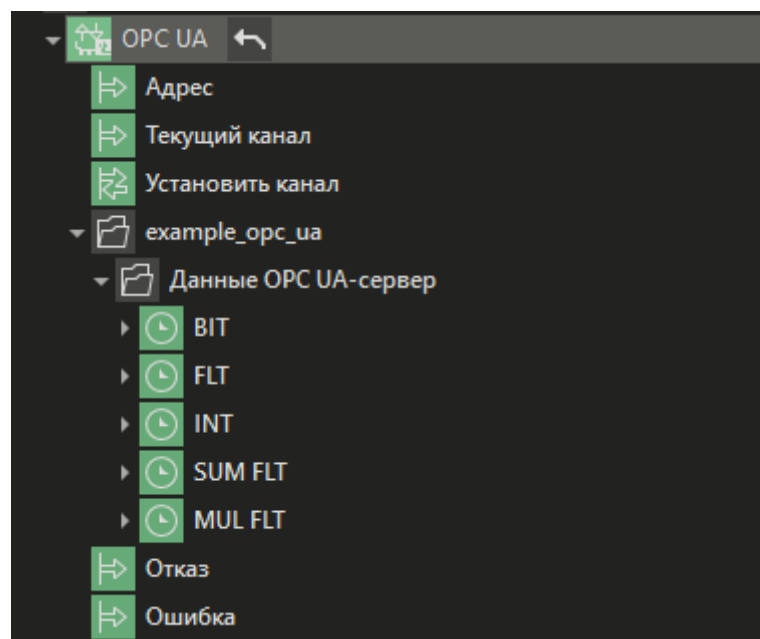 OPC UA
Адрес
Текущий канал
Установить канал
example_opc_ua
Данные OPC UA-сервер
BIT
FLT
INT
SUM FLT
MUL FLT
Отказ
Ошибка